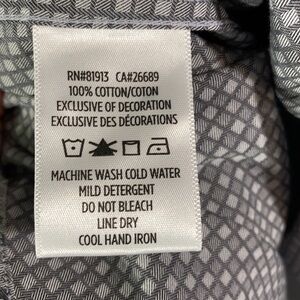 RN#81913 CA#26689
100% COTTON/COTON
EXCLUSIVE OF DECORATION
EXCLUSIVE DES DÉCORATIONS
MACHINE WASH COLD WATER
MILD DETERGENT
DO NOT BLEACH
LINE DRY
COOL HAND IRON